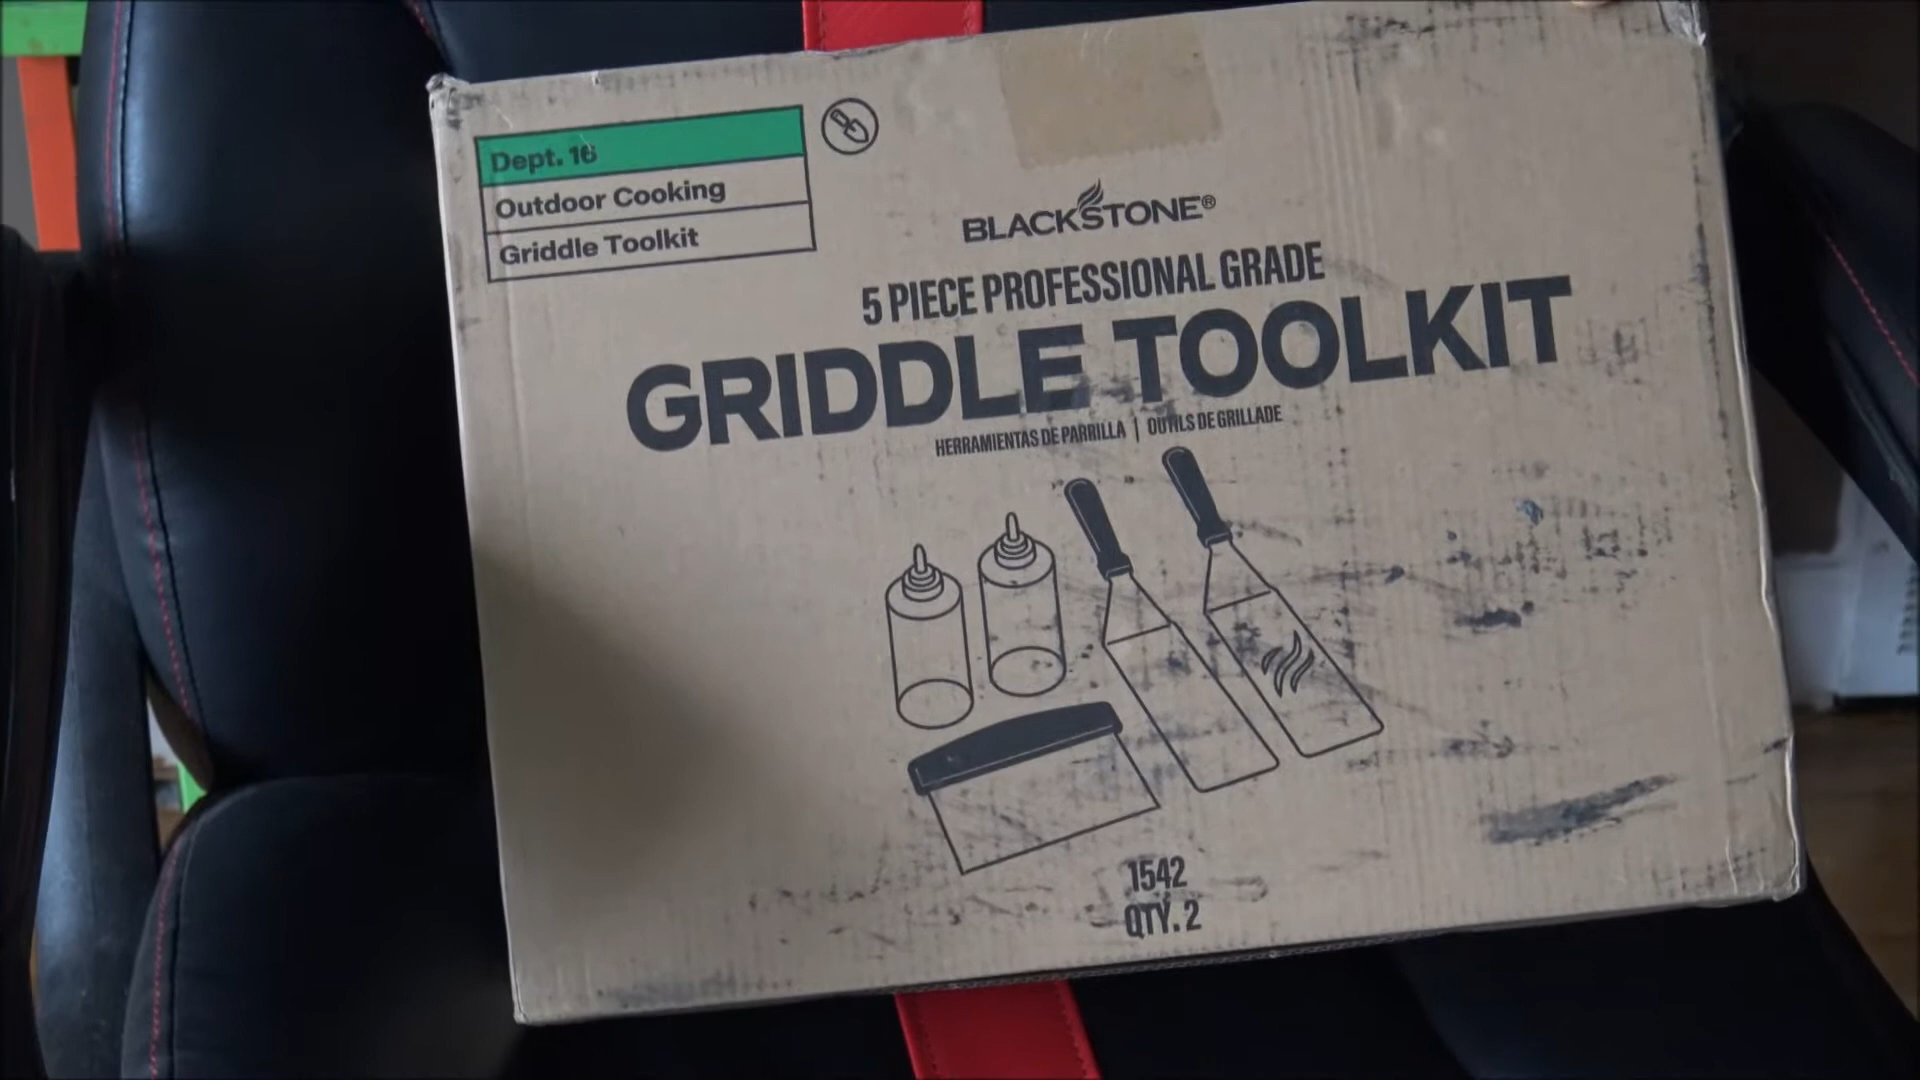 Dept. 16
Outdoor Cooking
Griddle Toolkit
BLACKSTONE®
5 PIECE PROFESSIONAL GRADE
GRIDDLE TOOLKIT
HERRAMIENTAS DE PARRILLA | OUTILS DE GRILLADE
1542
QTY. 2